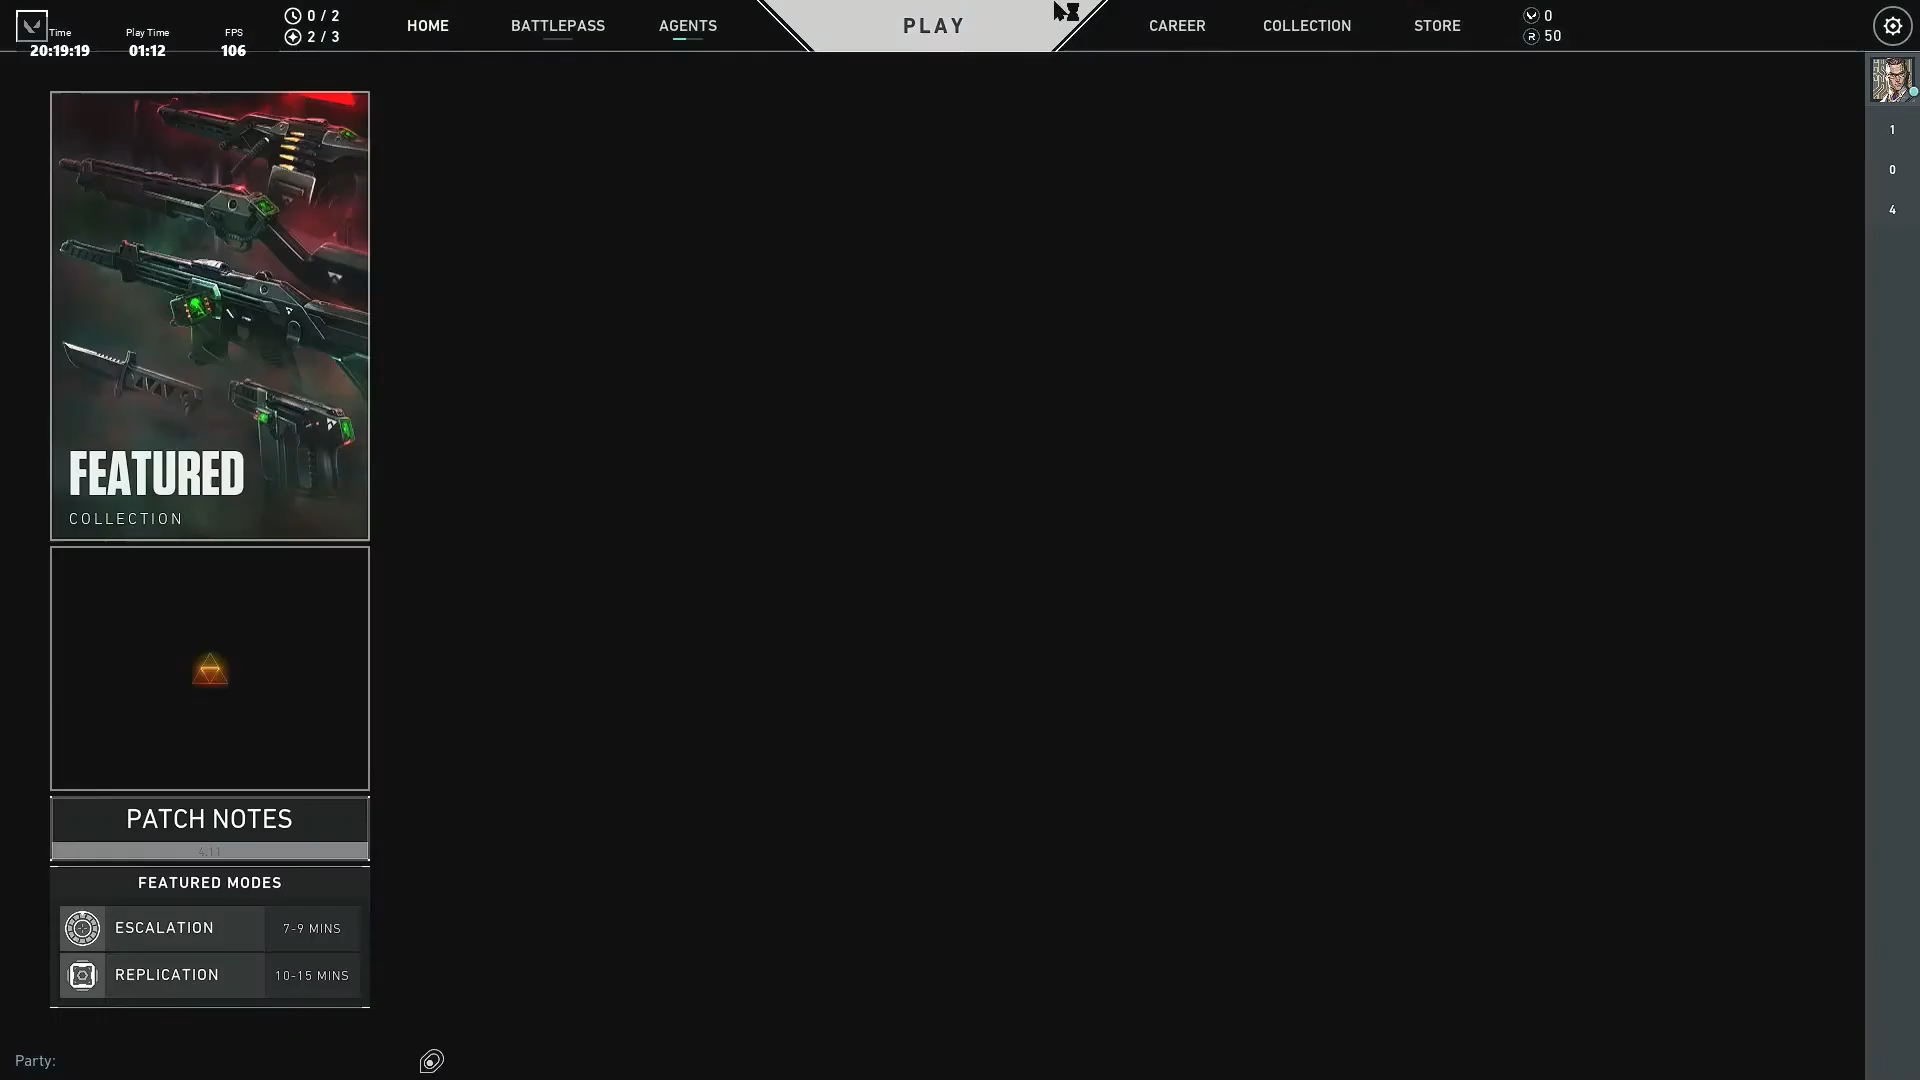 Time Play Time FPS
20:19:19 01:12 106
0 / 2
2 / 3
HOME BATTLEPASS AGENTS PLAY CAREER COLLECTION STORE
0
50
1
0
4
FEATURED
COLLECTION
PATCH NOTES
4.11
FEATURED MODES
ESCALATION 7-9 MINS
REPLICATION 10-15 MINS
Party: